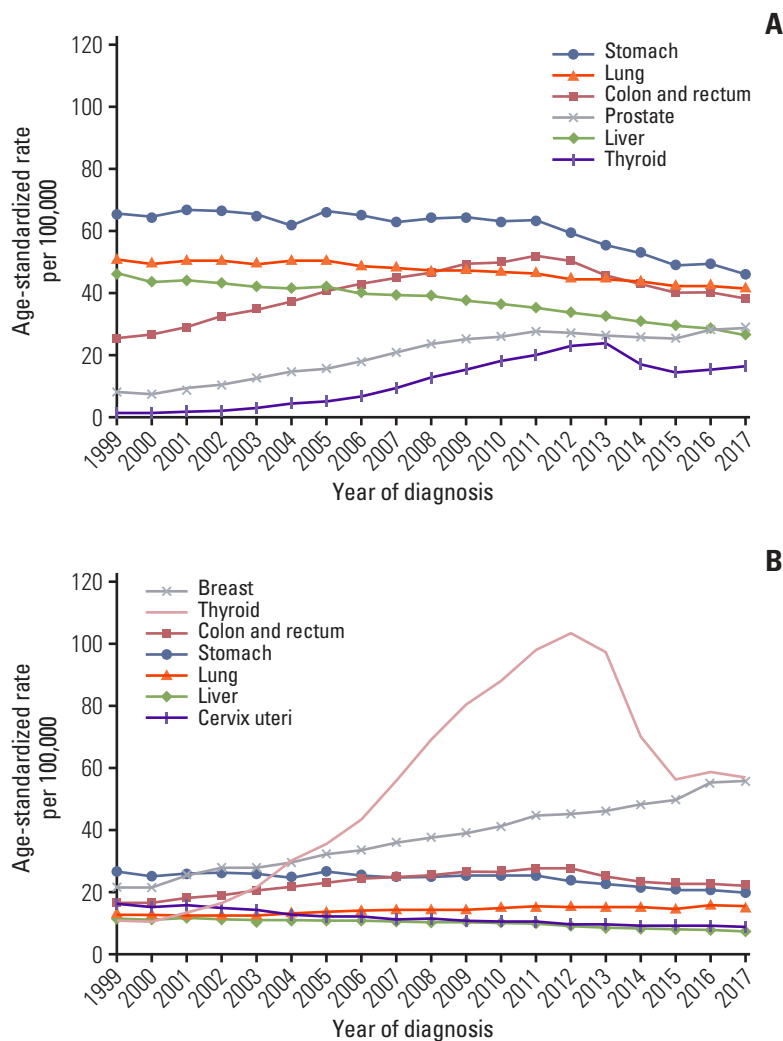 A
120
100
80
60
40
20
0
Age-standardized rate
per 100,000
Stomach
Lung
Colon and rectum
Prostate
Liver
Thyroid
1999
2000
2001
2002
2003
2004
2005
2006
2007
2008
2009
2010
2011
2012
2013
2014
2015
2016
2017
Year of diagnosis
B
120
100
80
60
40
20
0
Age-standardized rate
per 100,000
Breast
Thyroid
Colon and rectum
Stomach
Lung
Liver
Cervix uteri
1999
2000
2001
2002
2003
2004
2005
2006
2007
2008
2009
2010
2011
2012
2013
2014
2015
2016
2017
Year of diagnosis